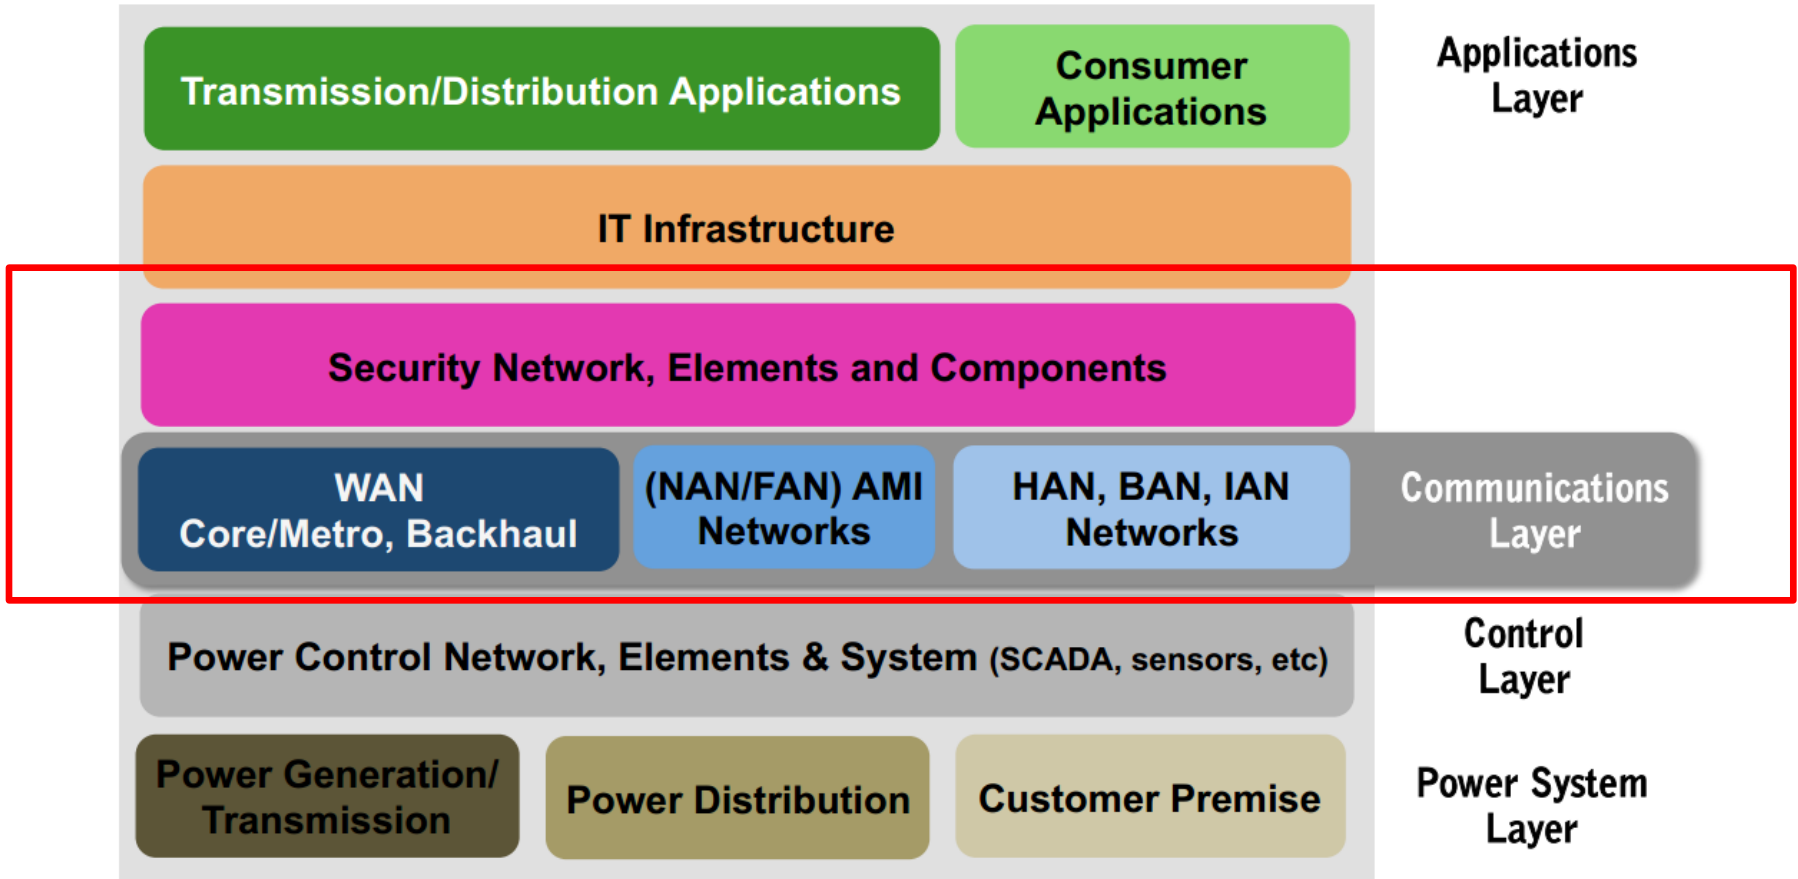 Transmission/Distribution Applications
Consumer
Applications
Applications
Layer
IT Infrastructure
Security Network, Elements and Components
WAN
Core/Metro, Backhaul
(NAN/FAN) AMI
Networks
HAN, BAN, IAN
Networks
Communications
Layer
Power Control Network, Elements & System (SCADA, sensors, etc)
Control
Layer
Power Generation/
Transmission
Power Distribution
Customer Premise
Power System
Layer